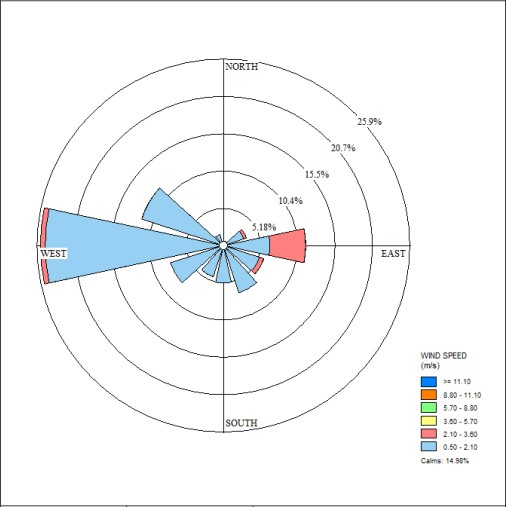 NORTH
25.9%
20.7%
15.5%
10.4%
5.18%
WEST
EAST
SOUTH
WIND SPEED
(m/s)
>= 11.10
8.80 - 11.10
5.70 - 8.80
3.60 - 5.70
2.10 - 3.60
0.50 - 2.10
Calms: 14.98%